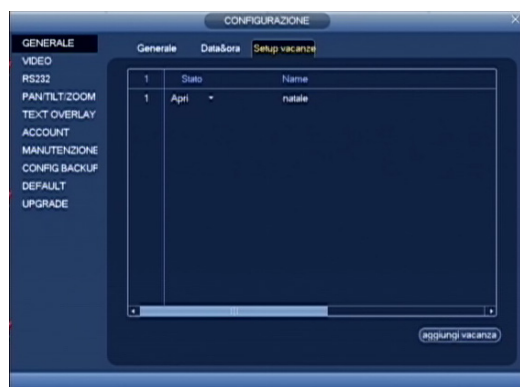 CONFIGURAZIONE
GENERALE
VIDEO
RS232
PAN/TILT/ZOOM
TEXT OVERLAY
ACCOUNT
MANUTENZIONE
CONFIG BACKUP
DEFAULT
UPGRADE
Generale Data&ora Setup vacanze
1 Stato Name
1 Apri natale
aggiungi vacanza